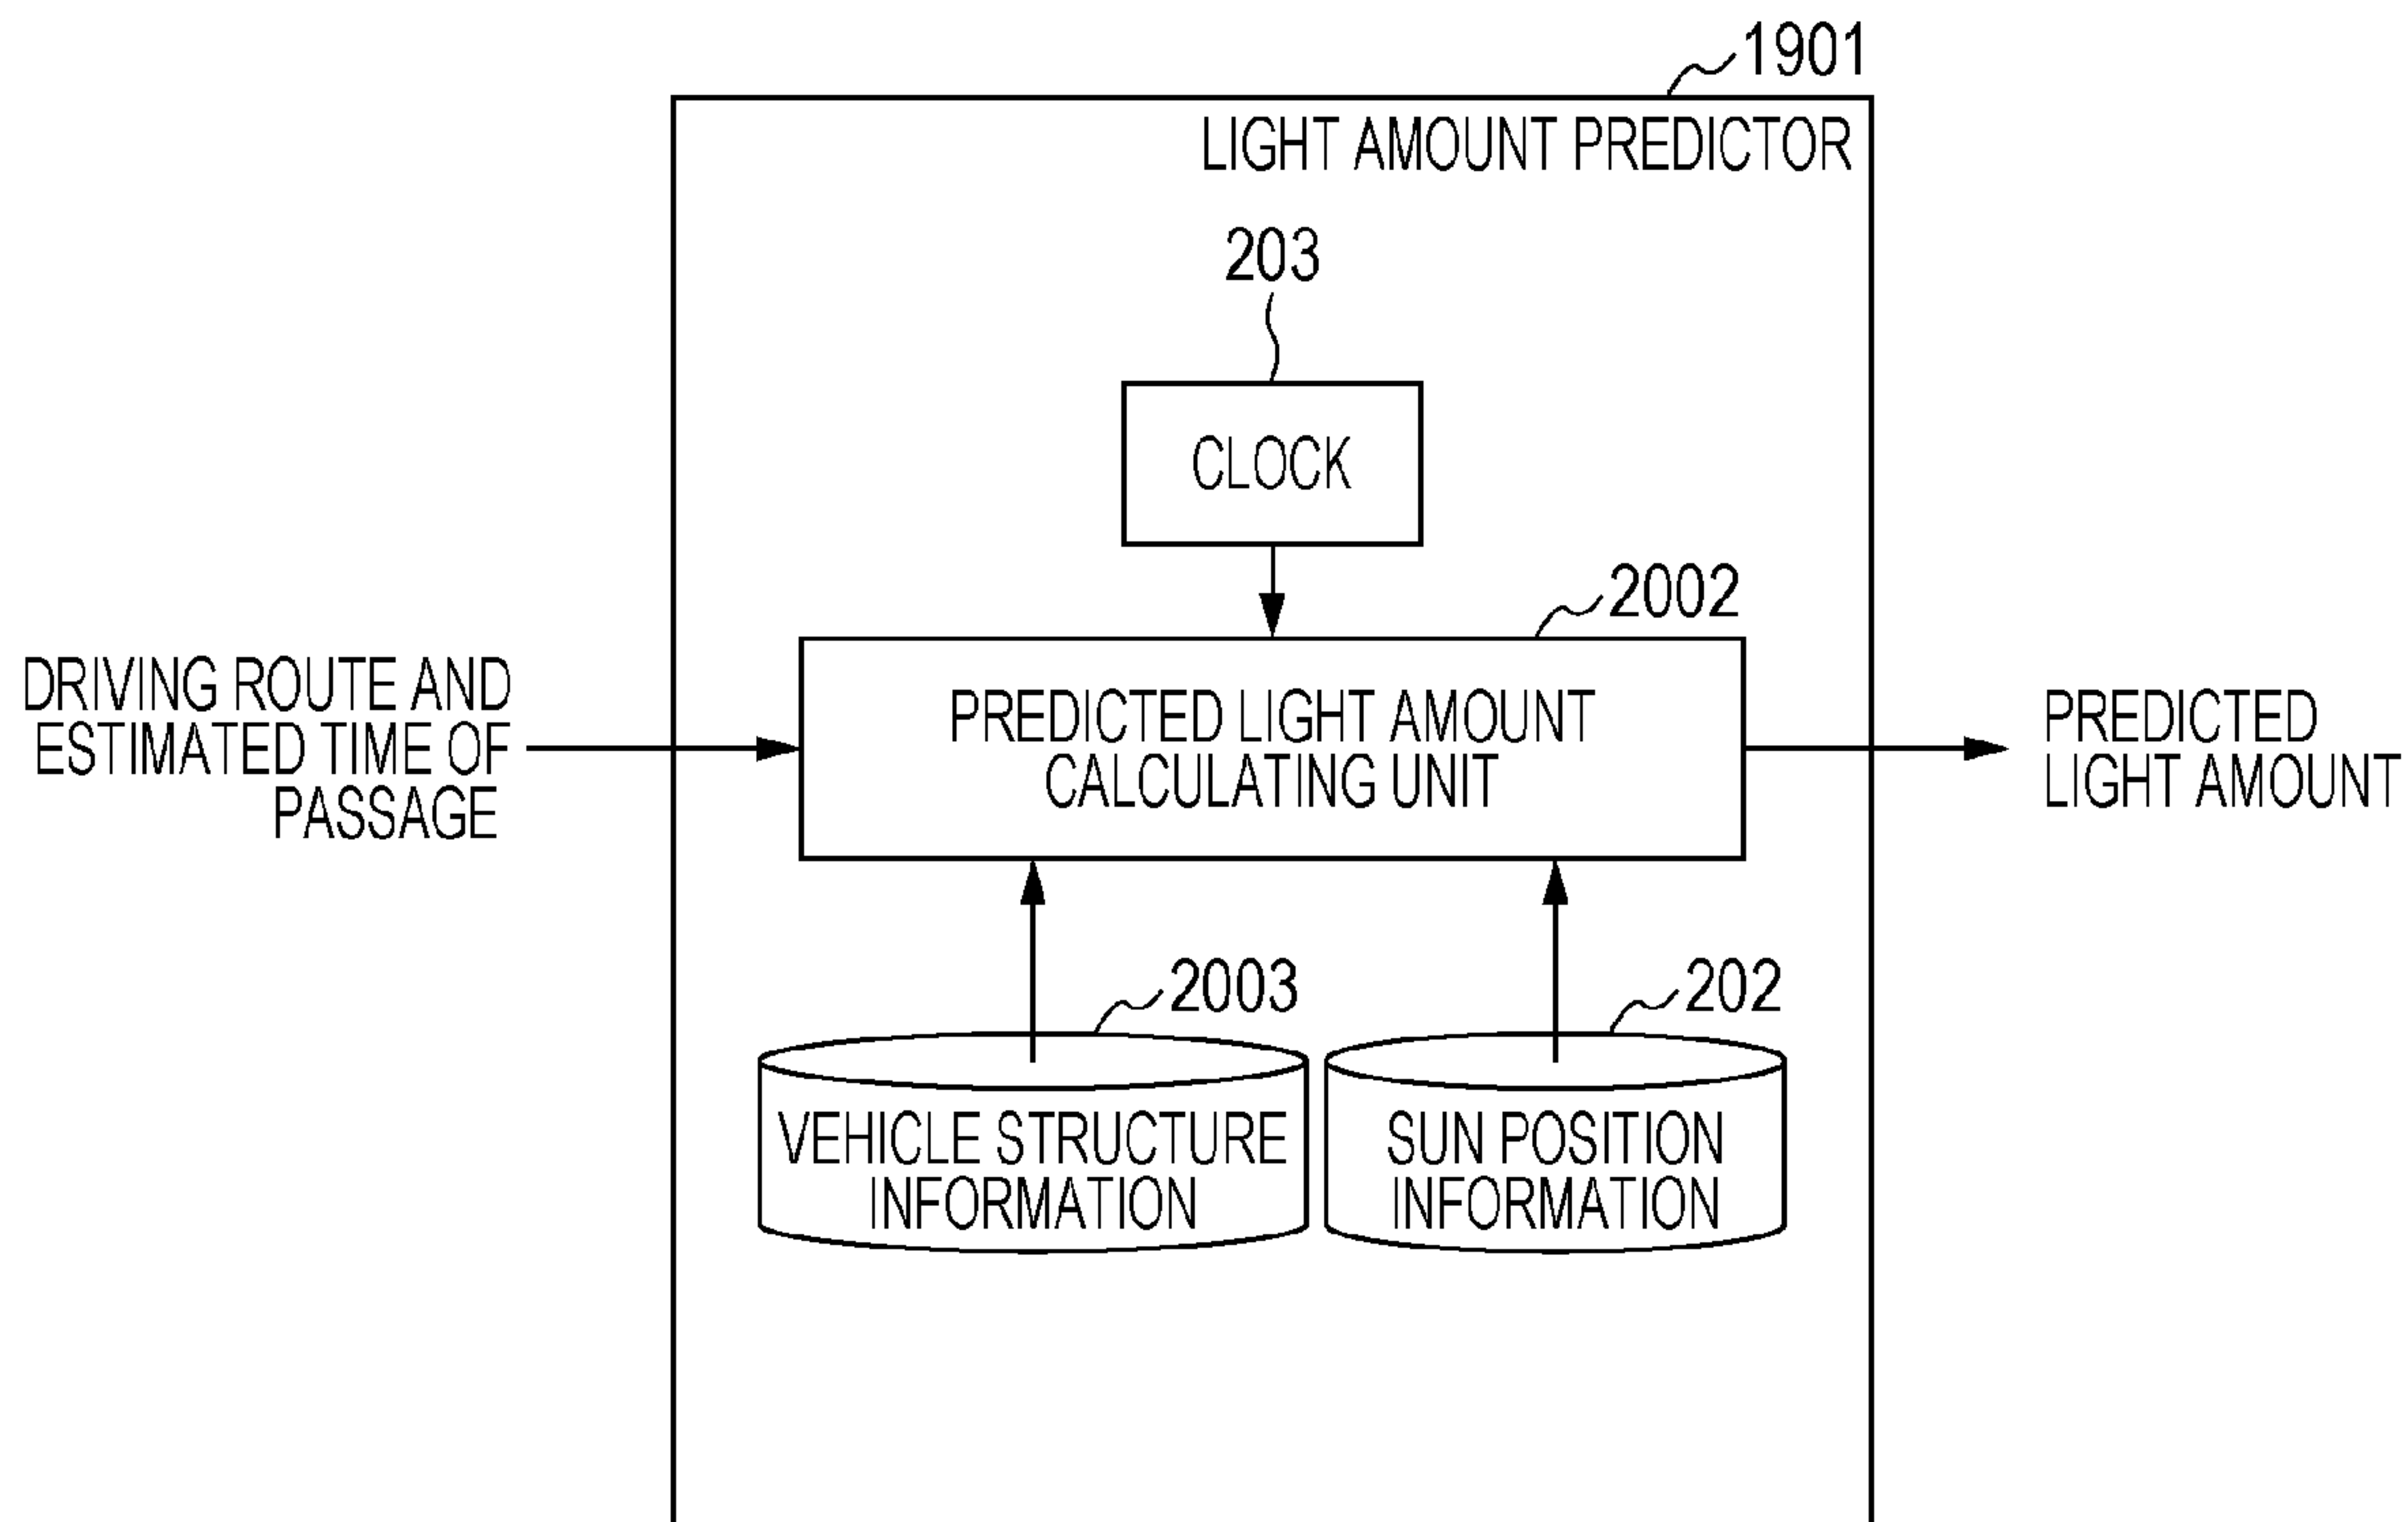 1901
LIGHT AMOUNT PREDICTOR
203
CLOCK
2002
DRIVING ROUTE AND
ESTIMATED TIME OF
PASSAGE
PREDICTED LIGHT AMOUNT
CALCULATING UNIT
PREDICTED
LIGHT AMOUNT
2003
202
VEHICLE STRUCTURE
INFORMATION
SUN POSITION
INFORMATION